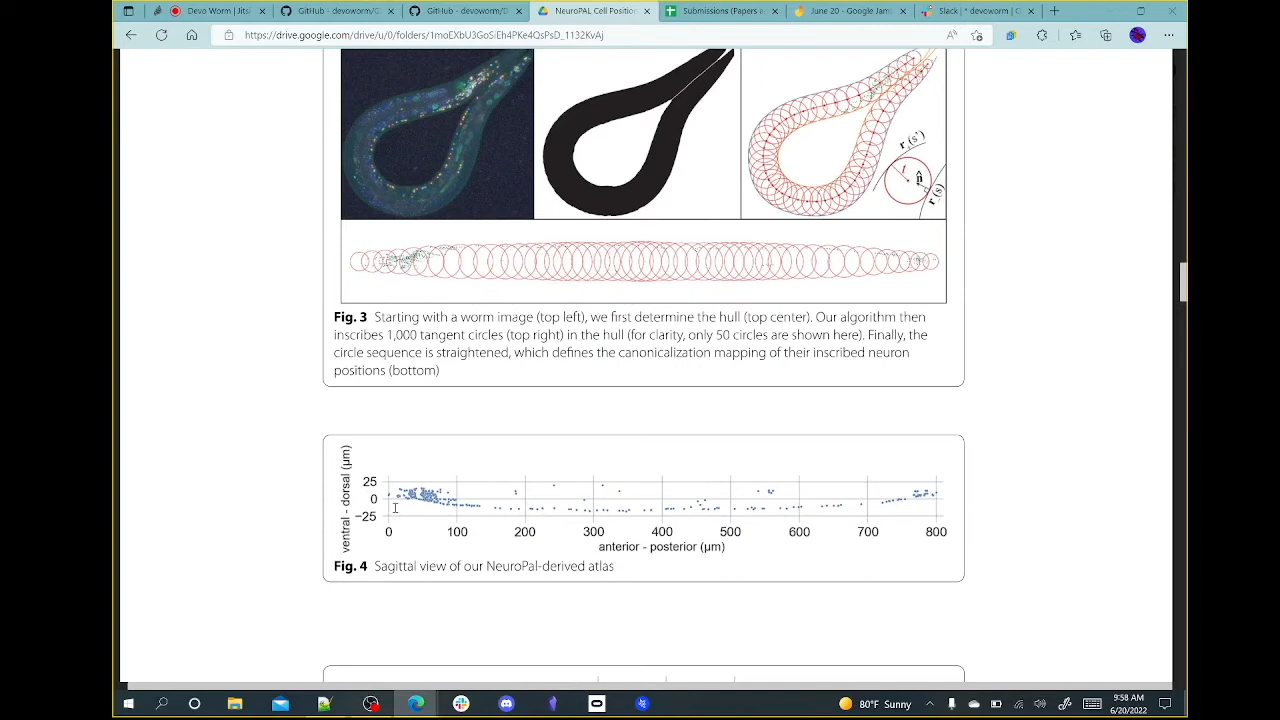 Devo Worm | Jitsi
GitHub - devoworm/
GitHub - devoworm/D
NeuroPAL Cell Position
Submissions (Papers a
June 20 - Google Jam
Slack | * devoworm |
https://drive.google.com/drive/u/0/folders/
r₊(s')
n̂
r₋(s)
Fig. 3 Starting with a worm image (top left), we first determine the hull (top center). Our algorithm then
inscribes 1,000 tangent circles (top right) in the hull (for clarity, only 50 circles are shown here). Finally, the
circle sequence is straightened, which defines the canonicalization mapping of their inscribed neuron
positions (bottom)
ventral - dorsal (μm)
25
0
−25
0 100 200 300 400 500 600 700 800
anterior - posterior (μm)
Fig. 4 Sagittal view of our NeuroPal-derived atlas
80°F Sunny
9:58 AM
6/20/2022